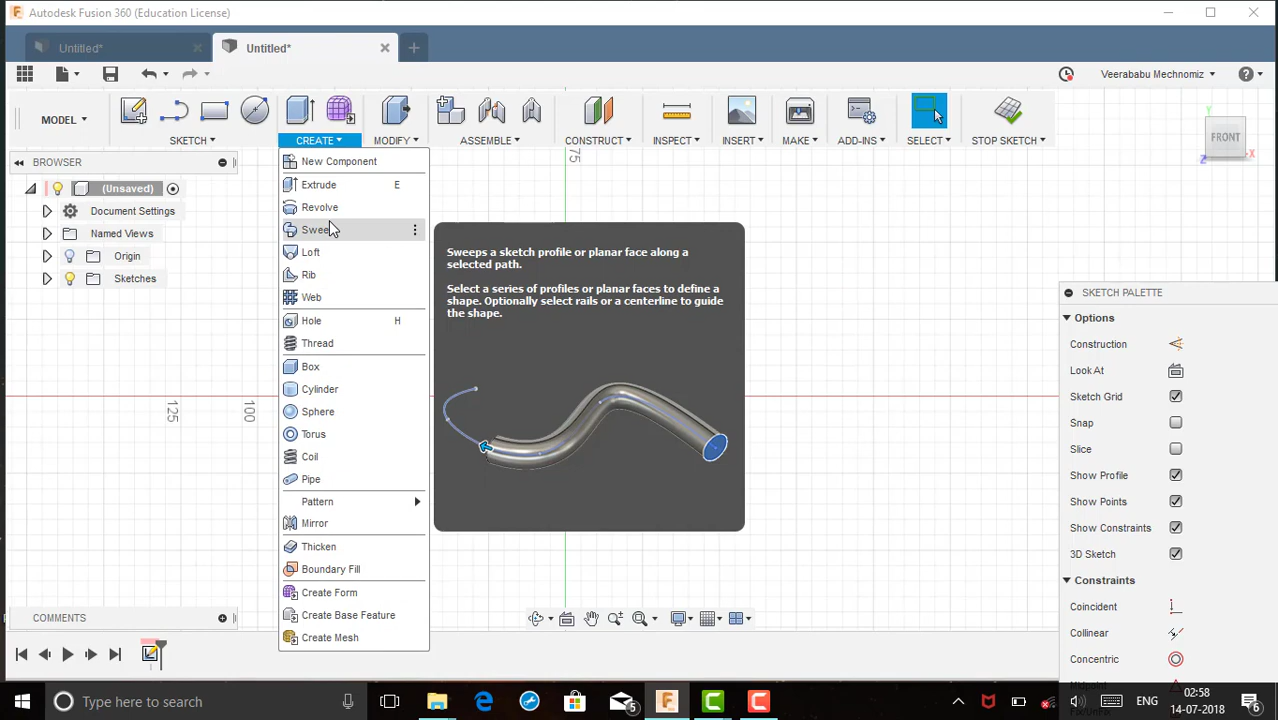 Autodesk Fusion 360 (Education License)
Untitled*
Untitled*
Veerababu Mechnomiz
MODEL
SKETCH
CREATE
MODIFY
ASSEMBLE
CONSTRUCT
INSPECT
INSERT
MAKE
ADD-INS
SELECT
STOP SKETCH
BROWSER
(Unsaved)
Document Settings
Named Views
Origin
Sketches
New Component
Extrude E
Revolve
Sweep
Loft
Rib
Web
Hole H
Thread
Box
Cylinder
Sphere
Torus
Coil
Pipe
Pattern
Mirror
Thicken
Boundary Fill
Create Form
Create Base Feature
Create Mesh
Sweeps a sketch profile or planar face along a
selected path.
Select a series of profiles or planar faces to define a
shape. Optionally select rails or a centerline to guide
the shape.
75
125
100
Y
FRONT
Z
X
SKETCH PALETTE
Options
Construction
Look At
Sketch Grid
Snap
Slice
Show Profile
Show Points
Show Constraints
3D Sketch
Constraints
Coincident
Collinear
Concentric
COMMENTS
Type here to search
5
ENG
02:58
14-07-2018
6